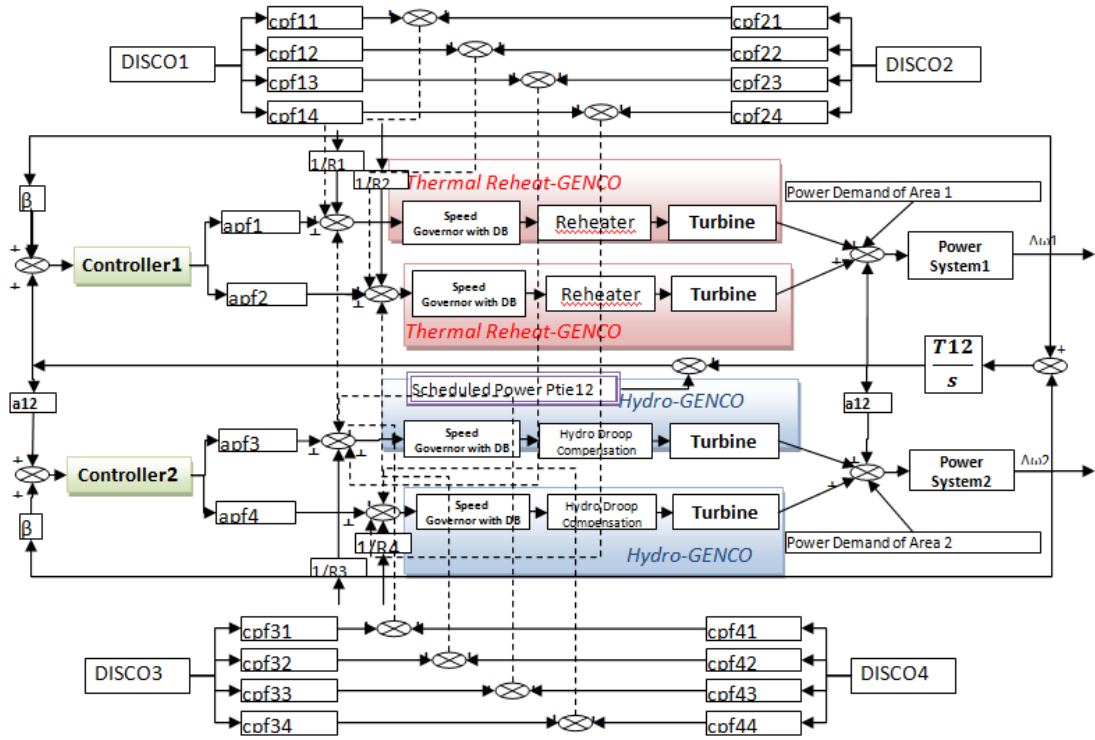 cpf11
cpf21
cpf12
cpf22
DISCO1
DISCO2
cpf13
cpf23
cpf14
cpf24
1/R1
1/R2
Thermal Reheat-GENCO
Power Demand of Area 1
β
apf1
Speed
Governor with DB
Reheater
Turbine
Power
System1
Δω1
Controller1
apf2
Speed
Governor with DB
Reheater
Turbine
Thermal Reheat-GENCO
T12
s
Scheduled Power Ptie12
a12
a12
Hydro-GENCO
apf3
Speed
Governor with DB
Hydro Droop
Compensation
Turbine
Controller2
Power
System2
Δω2
apf4
Speed
Governor with DB
Hydro Droop
Compensation
Turbine
β
1/R4
Power Demand of Area 2
Hydro-GENCO
1/R3
cpf31
cpf41
cpf32
cpf42
DISCO3
DISCO4
cpf33
cpf43
cpf34
cpf44